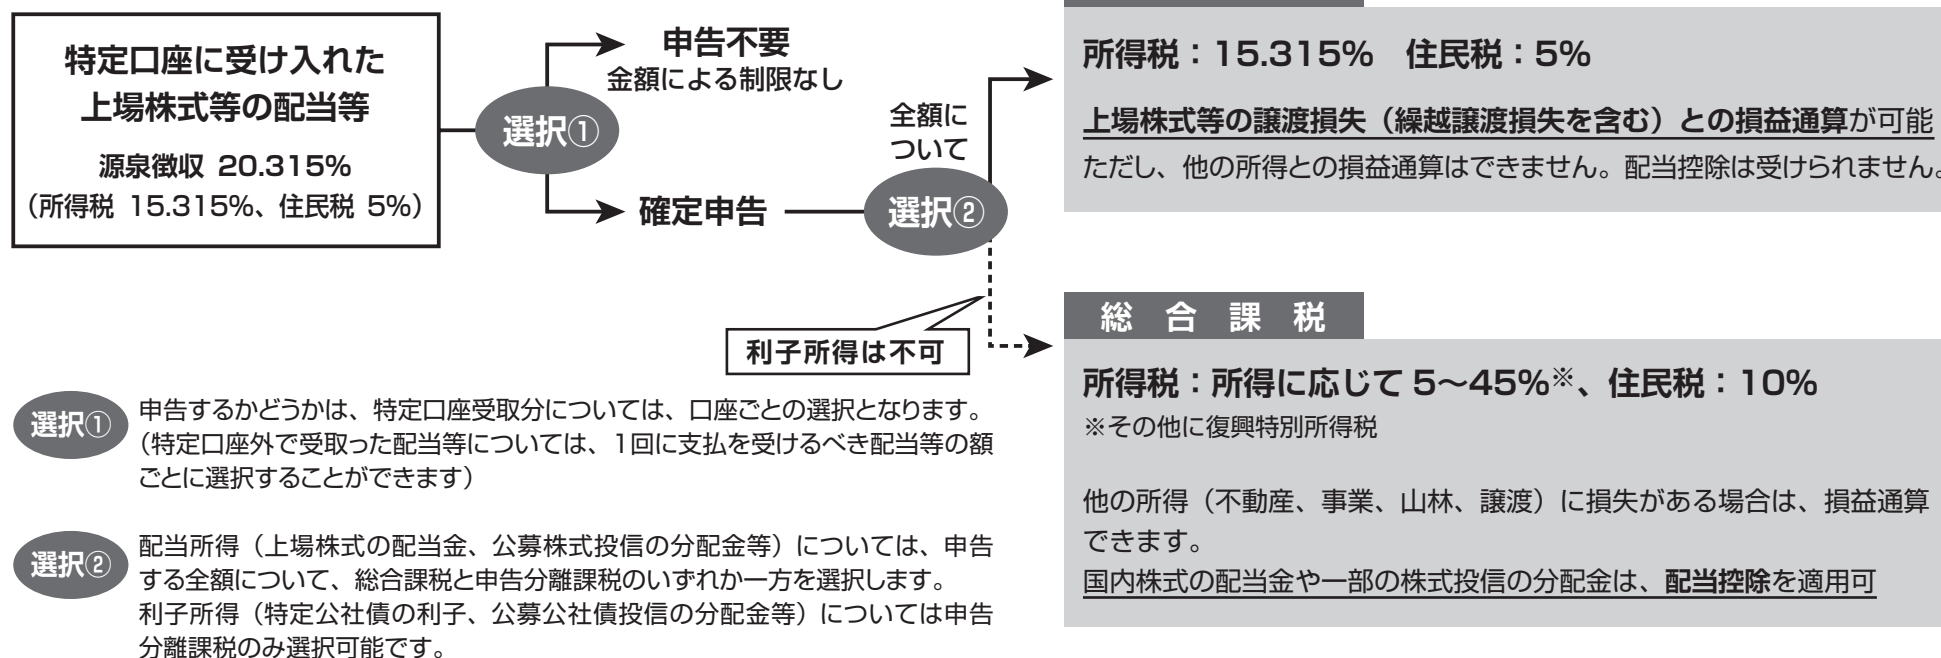 特定口座に受け入れた
上場株式等の配当等
源泉徴収 20.315%
（所得税 15.315%、住民税 5%）
選択①
申告不要
金額による制限なし
確定申告
全額に
ついて
選択②
利子所得は不可
所得税：15.315%　住民税：5%
上場株式等の譲渡損失（繰越譲渡損失を含む）との損益通算が可能
ただし、他の所得との損益通算はできません。配当控除は受けられません。
総合課税
所得税：所得に応じて 5～45%※、住民税：10%
※その他に復興特別所得税
他の所得（不動産、事業、山林、譲渡）に損失がある場合は、損益通算
できます。
国内株式の配当金や一部の株式投信の分配金は、配当控除を適用可
選択①
申告するかどうかは、特定口座受取分については、口座ごとの選択となります。
（特定口座外で受取った配当等については、1回に支払を受けるべき配当等の額
ごとに選択することができます）
選択②
配当所得（上場株式の配当金、公募株式投信の分配金等）については、申告
する全額について、総合課税と申告分離課税のいずれか一方を選択します。
利子所得（特定公社債の利子、公募公社債投信の分配金等）については申告
分離課税のみ選択可能です。